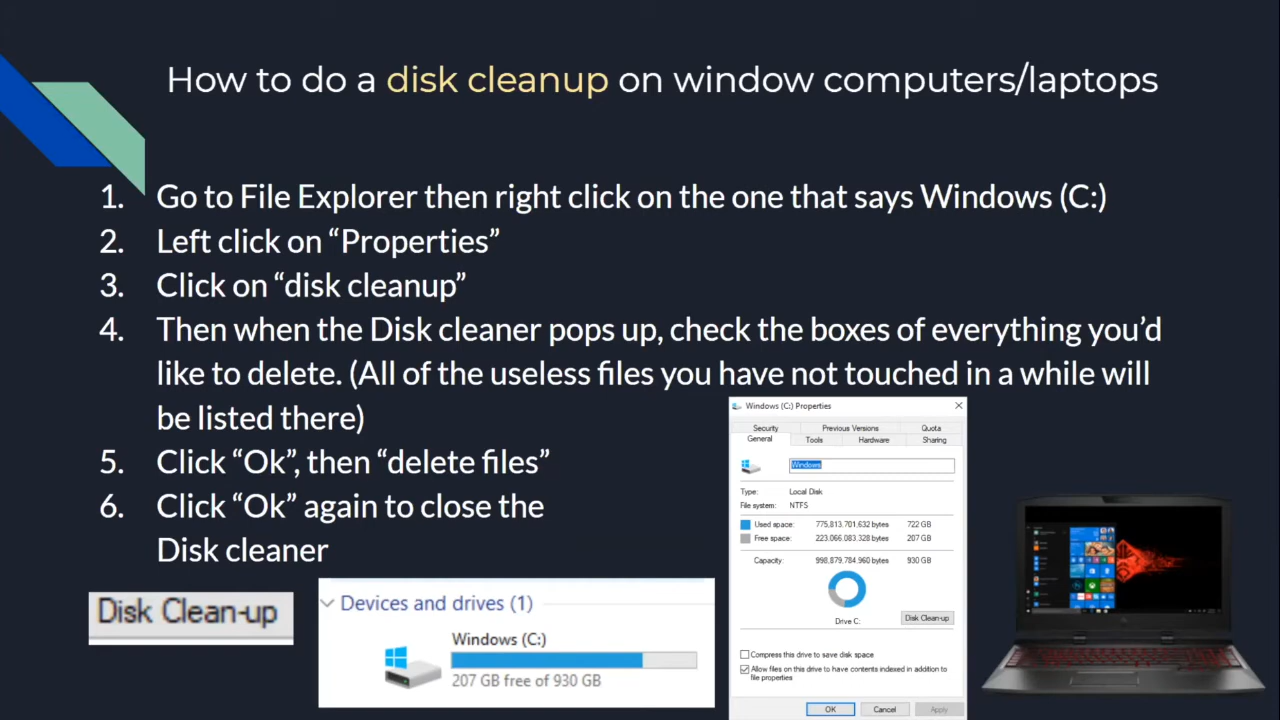 How to do a disk cleanup on window computers/laptops
1. Go to File Explorer then right click on the one that says Windows (C:)
2. Left click on “Properties”
3. Click on “disk cleanup”
4. Then when the Disk cleaner pops up, check the boxes of everything you’d
like to delete. (All of the useless files you have not touched in a while will
be listed there)
5. Click “Ok”, then “delete files”
6. Click “Ok” again to close the
Disk cleaner
Disk Clean-up
Devices and drives (1)
Windows (C:)
207 GB free of 930 GB
Windows (C:) Properties
Security Previous Versions Quota
General Tools Hardware Sharing
Windows
Type: Local Disk
File system: NTFS
Used space: 775,813,701,632 bytes 722 GB
Free space: 223,066,083,328 bytes 207 GB
Capacity: 998,879,784,960 bytes 930 GB
Drive C: Disk Clean-up
Compress this drive to save disk space
Allow files on this drive to have contents indexed in addition to
file properties
OK Cancel Apply